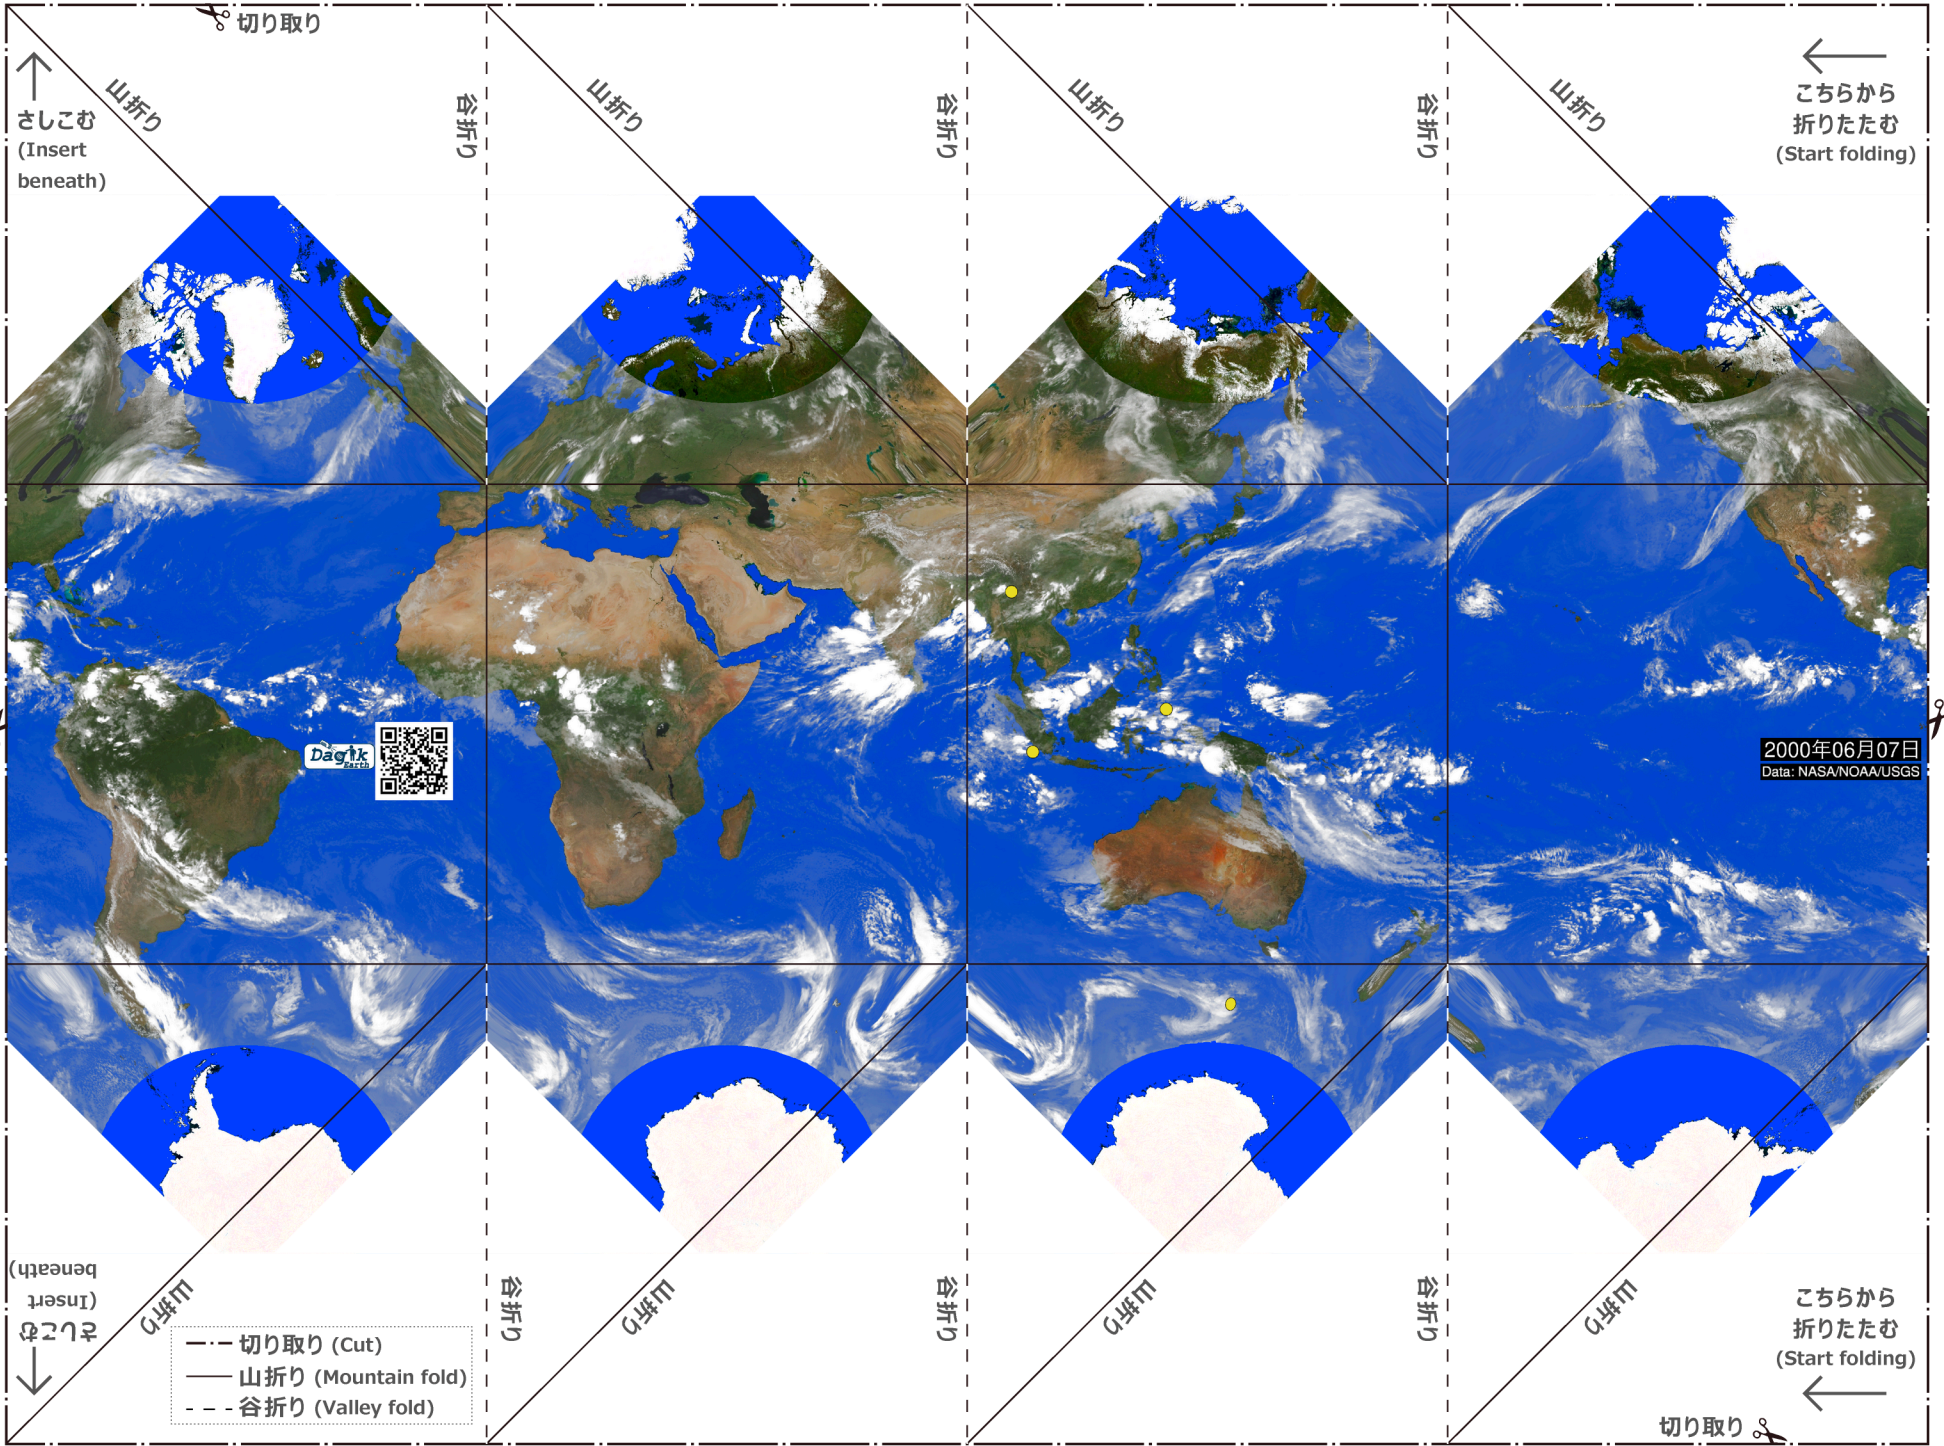 切り取り
山折り
谷折り
山折り
谷折り
山折り
谷折り
山折り
さしこむ
(Insert
beneath)
こちらから
折りたたむ
(Start folding)
Dagik
Earth
2000年06月07日
Data: NASA/NOAA/USGS
さしこむ
(Insert
beneath)
山折り
谷折り
山折り
谷折り
山折り
谷折り
山折り
こちらから
折りたたむ
(Start folding)
切り取り (Cut)
山折り (Mountain fold)
谷折り (Valley fold)
切り取り